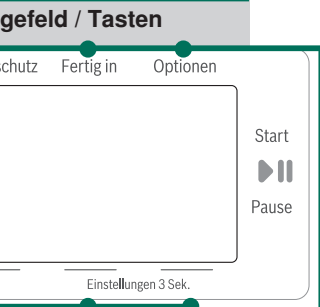 gefeld / Tasten
schutz Fertig in Optionen
Start
Pause
Einstellungen 3 Sek.